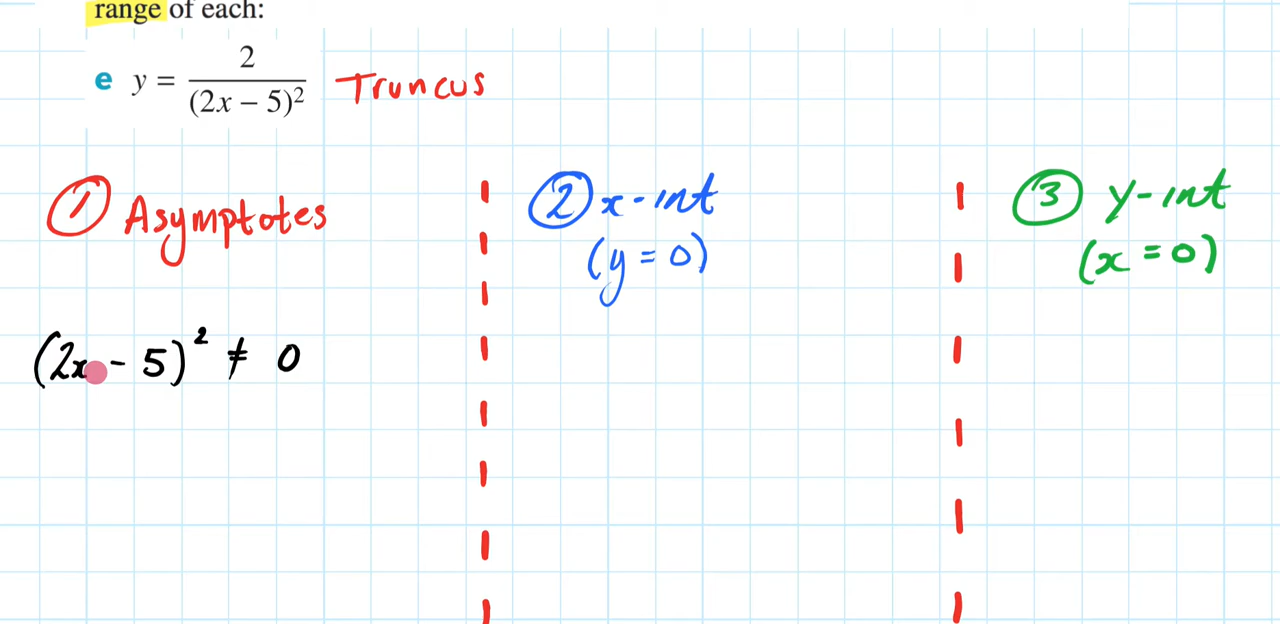 range of each:
e y = 2/(2x – 5)² Truncus
① Asymptotes
(2x - 5)² ≠ 0
② x-int
(y = 0)
③ y-int
(x = 0)